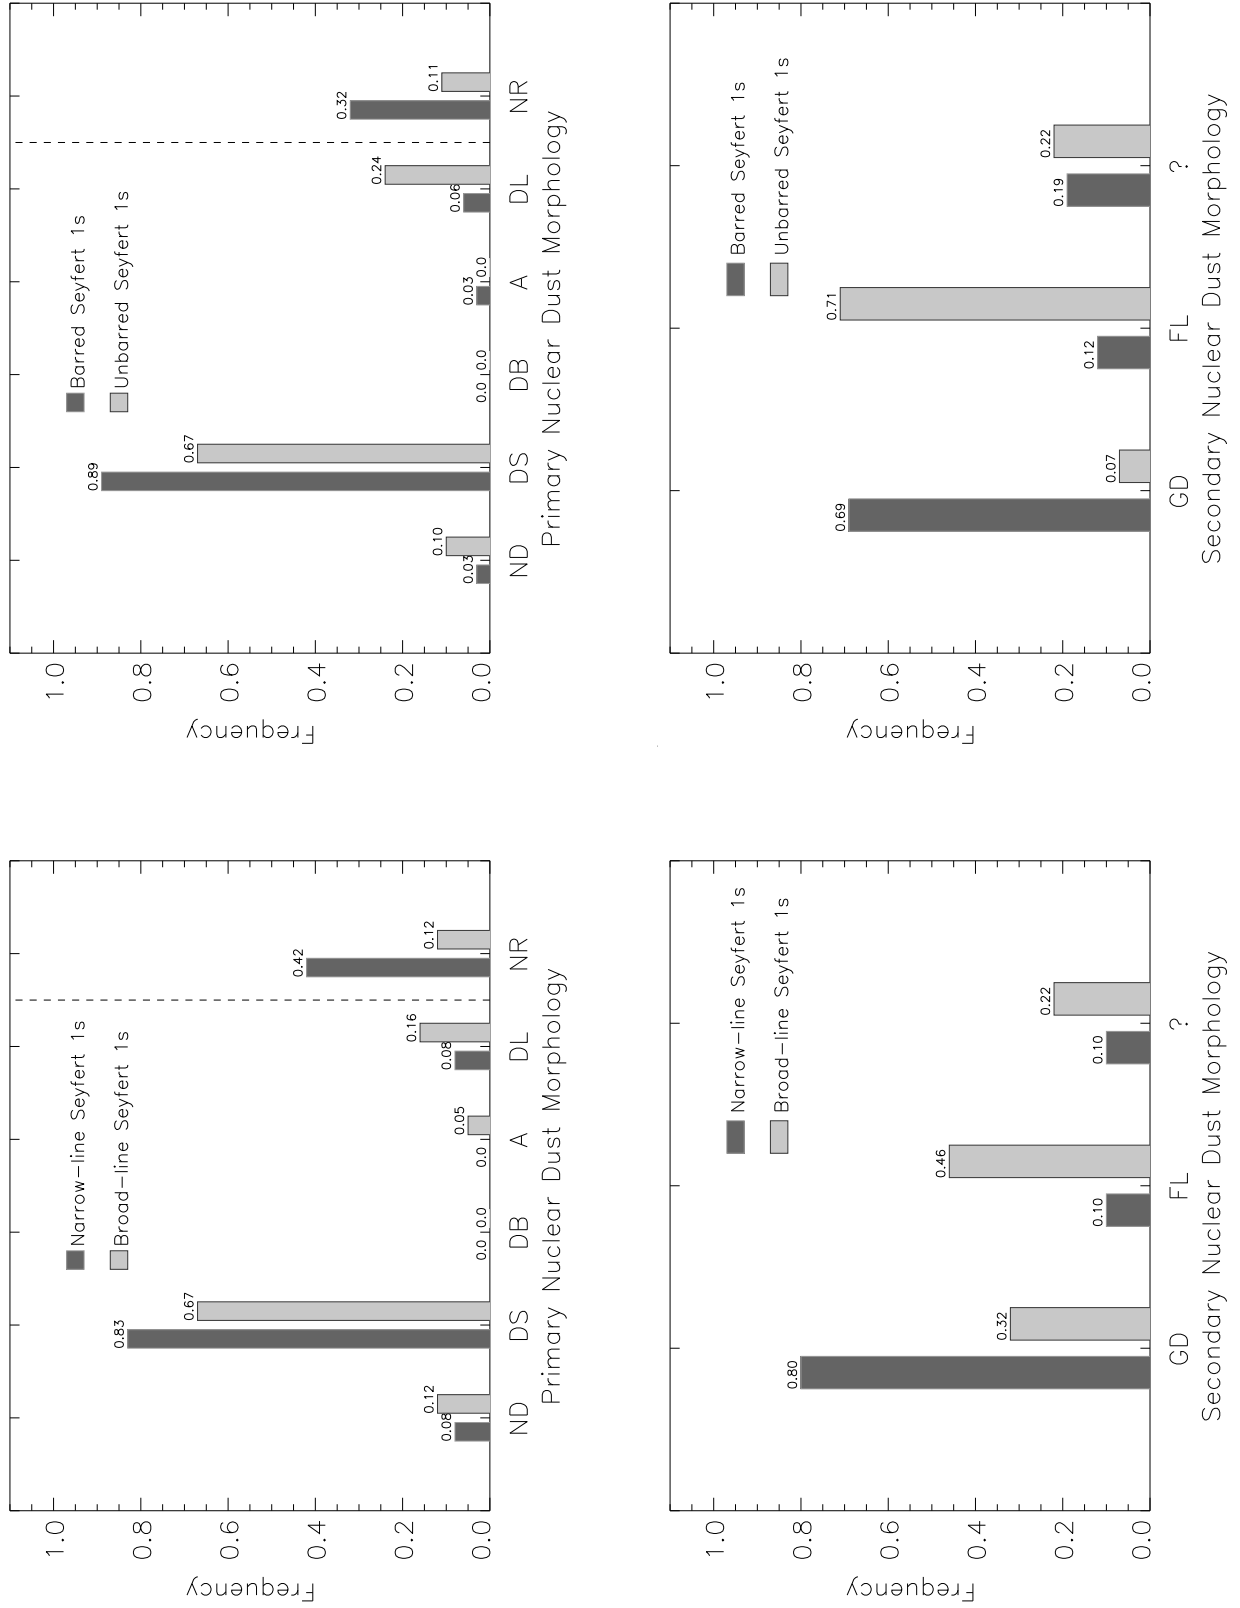 1.0
0.8
0.6
0.4
0.2
0.0
Frequency
Narrow-line Seyfert 1s
Broad-line Seyfert 1s
0.08
0.12
0.83
0.67
0.0
0.0
0.0
0.05
0.08
0.16
0.42
0.12
ND
DS
DB
A
DL
NR
Primary Nuclear Dust Morphology
1.0
0.8
0.6
0.4
0.2
0.0
Frequency
Narrow-line Seyfert 1s
Broad-line Seyfert 1s
0.80
0.32
0.10
0.46
0.10
0.22
GD
FL
?
Secondary Nuclear Dust Morphology
1.0
0.8
0.6
0.4
0.2
0.0
Frequency
Barred Seyfert 1s
Unbarred Seyfert 1s
0.03
0.10
0.89
0.67
0.0
0.0
0.03
0.0
0.06
0.24
0.32
0.11
ND
DS
DB
A
DL
NR
Primary Nuclear Dust Morphology
1.0
0.8
0.6
0.4
0.2
0.0
Frequency
Barred Seyfert 1s
Unbarred Seyfert 1s
0.69
0.07
0.12
0.71
0.19
0.22
GD
FL
?
Secondary Nuclear Dust Morphology